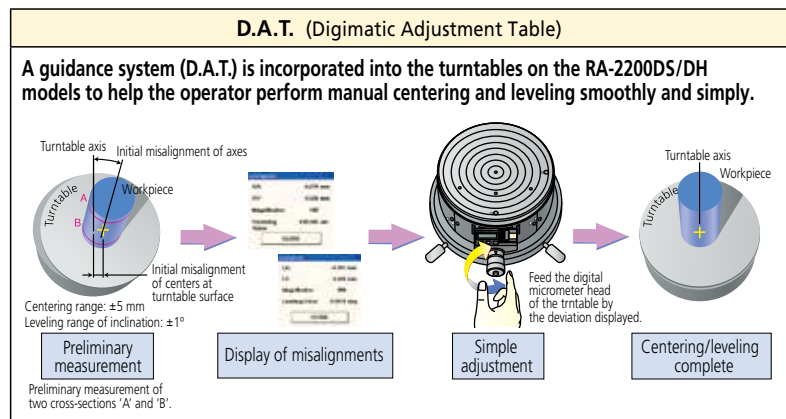 D.A.T. (Digimatic Adjustment Table)
A guidance system (D.A.T.) is incorporated into the turntables on the RA-2200DS/DH
models to help the operator perform manual centering and leveling smoothly and simply.
Turntable axis
Initial misalignment of axes
Turntable
A
B
Workpiece
Initial misalignment
of centers at
turntable surface
Centering range: ±5 mm
Leveling range of inclination: ±1º
Preliminary
measurement
Preliminary measurement of
two cross-sections 'A' and 'B'.
Display of misalignments
Feed the digital
micrometer head
of the trntable by
the deviation displayed.
Simple
adjustment
Turntable axis
Workpiece
Turntable
Centering/leveling
complete